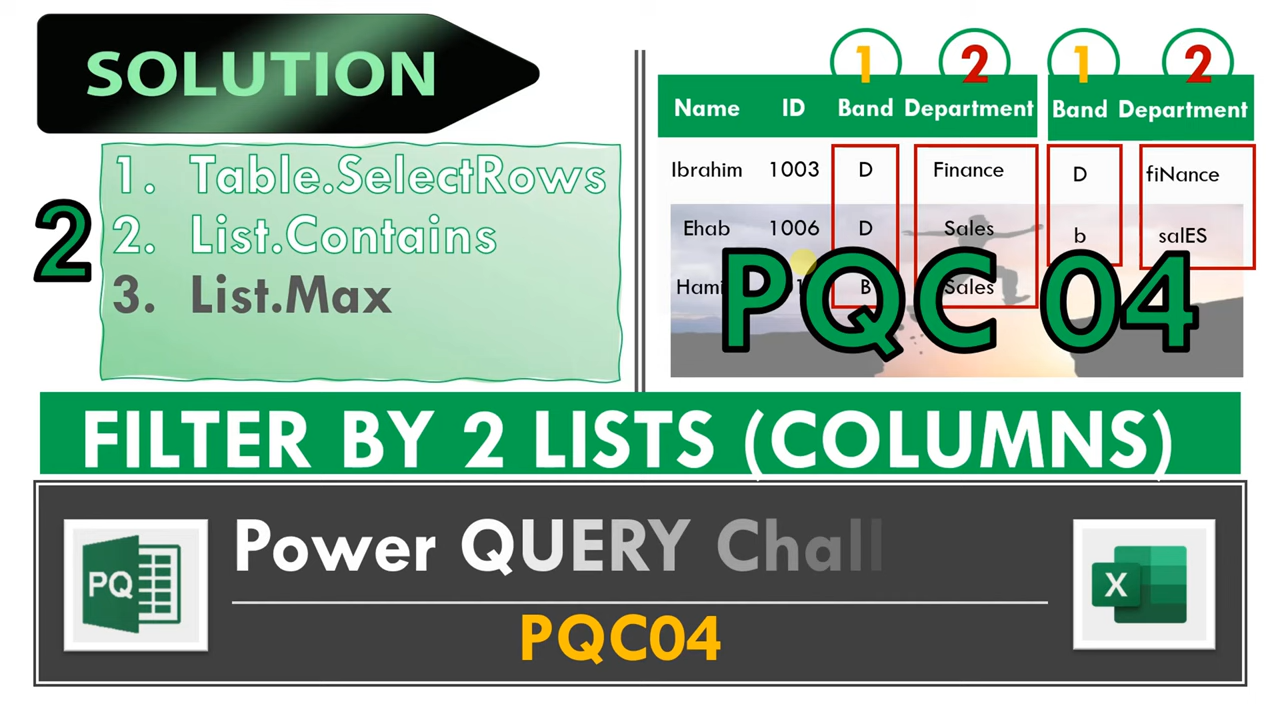 SOLUTION
2
1. Table.SelectRows
2. List.Contains
3. List.Max
1 2 1 2
Name ID Band Department Band Department
Ibrahim 1003 D Finance D fiNance
Ehab 1006 D Sales b salES
B Sales
PQC 04
FILTER BY 2 LISTS (COLUMNS)
PQ
Power QUERY Chall
PQC04
X